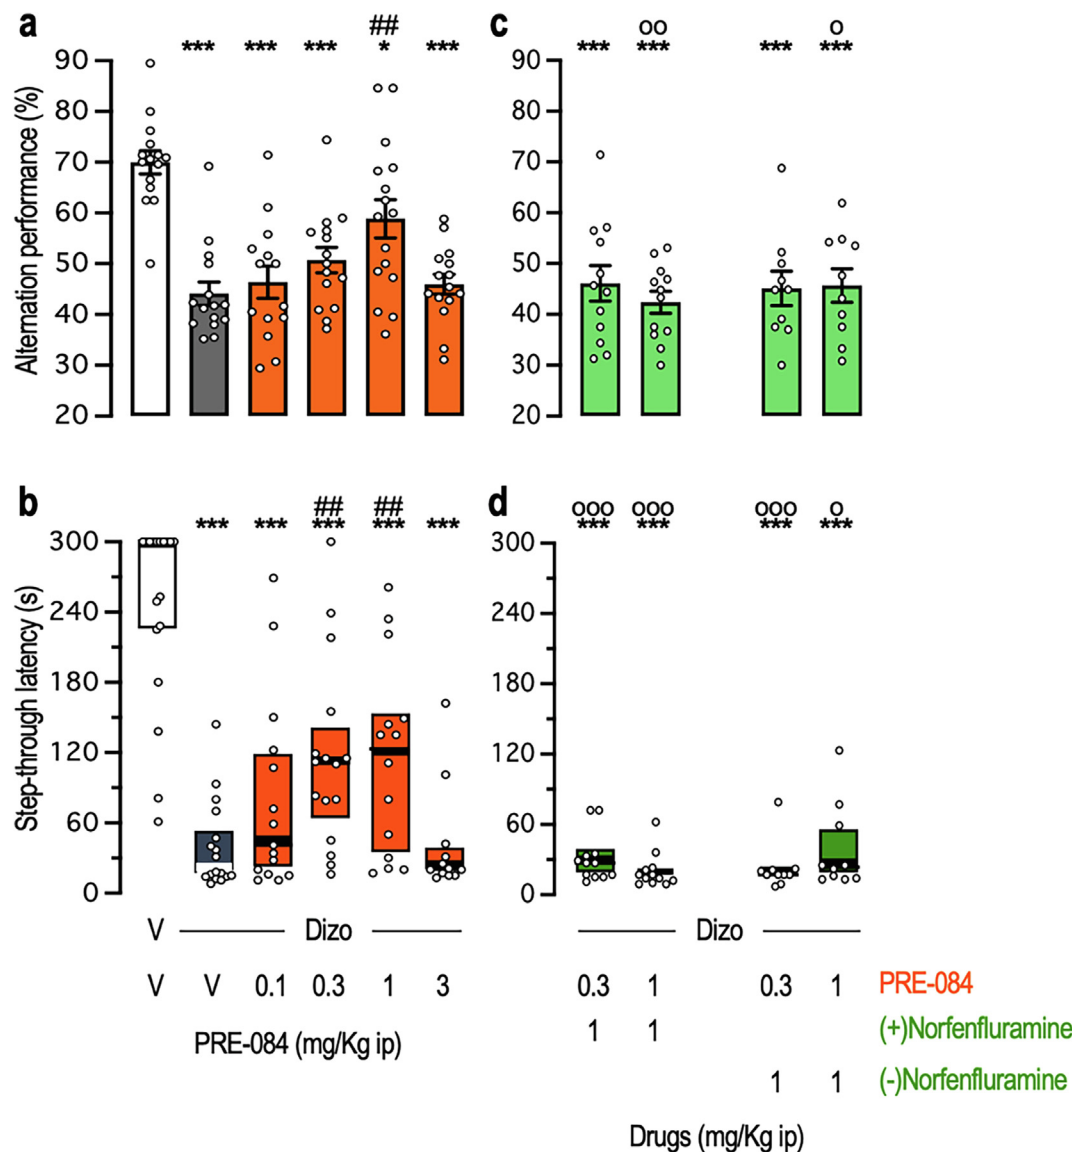 a
##
*** *** *** * ***
90
80
70
60
50
40
30
20
Alternation performance (%)
c
oo o
*** *** *** ***
90
80
70
60
50
40
30
20
b
## ##
*** *** *** *** ***
300
240
180
120
60
0
Step-through latency (s)
d
ooo ooo ooo o
*** *** *** ***
300
240
180
120
60
0
V Dizo
V V 0.1 0.3 1 3
PRE-084 (mg/Kg ip)
Dizo
0.3 1 0.3 1 PRE-084
1 1 (+)Norfenfluramine
1 1 (-)Norfenfluramine
Drugs (mg/Kg ip)